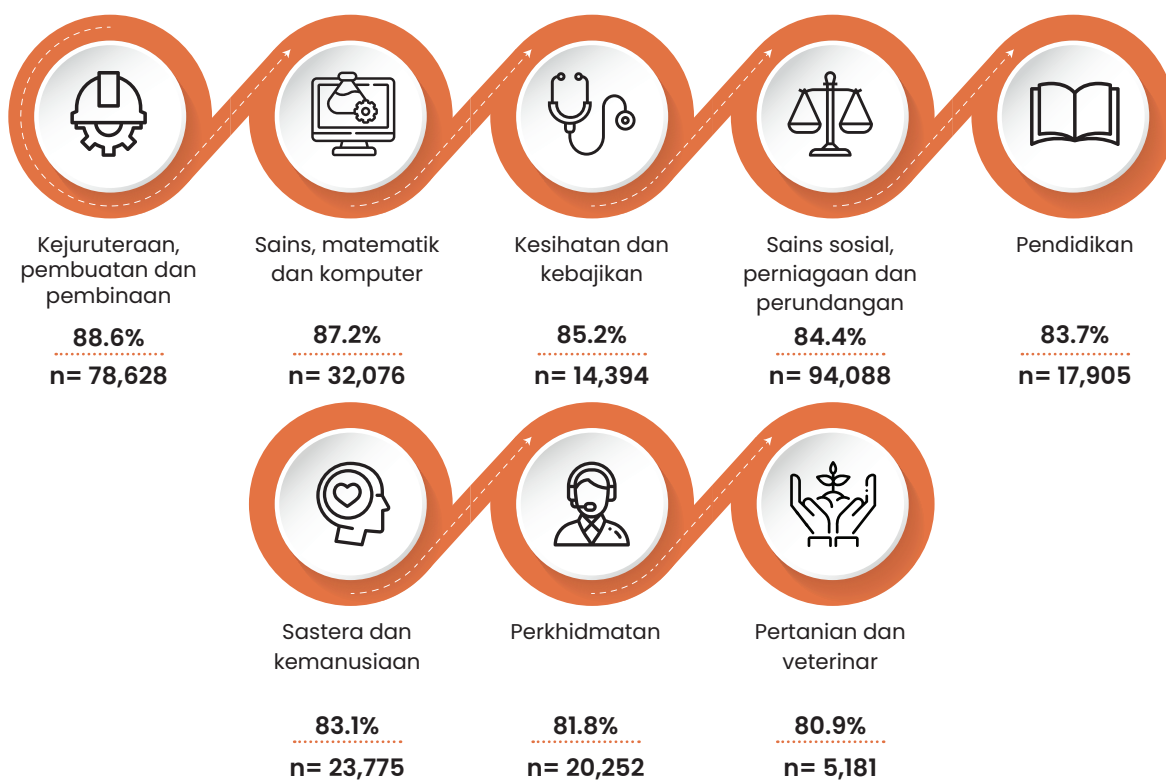 Kejuruteraan,
pembuatan dan
pembinaan
88.6%
n= 78,628
Sains, matematik
dan komputer
87.2%
n= 32,076
Kesihatan dan
kebajikan
85.2%
n= 14,394
Sains sosial,
perniagaan dan
perundangan
84.4%
n= 94,088
Pendidikan
83.7%
n= 17,905
Sastera dan
kemanusiaan
83.1%
n= 23,775
Perkhidmatan
81.8%
n= 20,252
Pertanian dan
veterinar
80.9%
n= 5,181